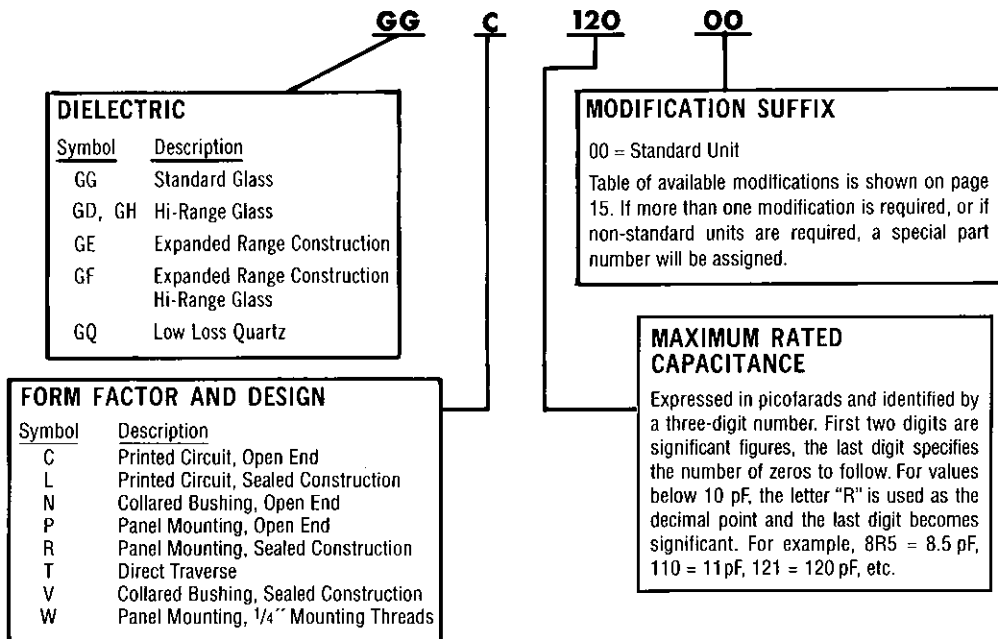 GG C 120 00
DIELECTRIC
Symbol Description
GG Standard Glass
GD, GH Hi-Range Glass
GE Expanded Range Construction
GF Expanded Range Construction
Hi-Range Glass
GQ Low Loss Quartz
FORM FACTOR AND DESIGN
Symbol Description
C Printed Circuit, Open End
L Printed Circuit, Sealed Construction
N Collared Bushing, Open End
P Panel Mounting, Open End
R Panel Mounting, Sealed Construction
T Direct Traverse
V Collared Bushing, Sealed Construction
W Panel Mounting, 1/4″ Mounting Threads
MODIFICATION SUFFIX
00 = Standard Unit
Table of available modifications is shown on page
15. If more than one modification is required, or if
non-standard units are required, a special part
number will be assigned.
MAXIMUM RATED
CAPACITANCE
Expressed in picofarads and identified by
a three-digit number. First two digits are
significant figures, the last digit specifies
the number of zeros to follow. For values
below 10 pF, the letter "R" is used as the
decimal point and the last digit becomes
significant. For example, 8R5 = 8.5 pF,
110 = 11pF, 121 = 120 pF, etc.